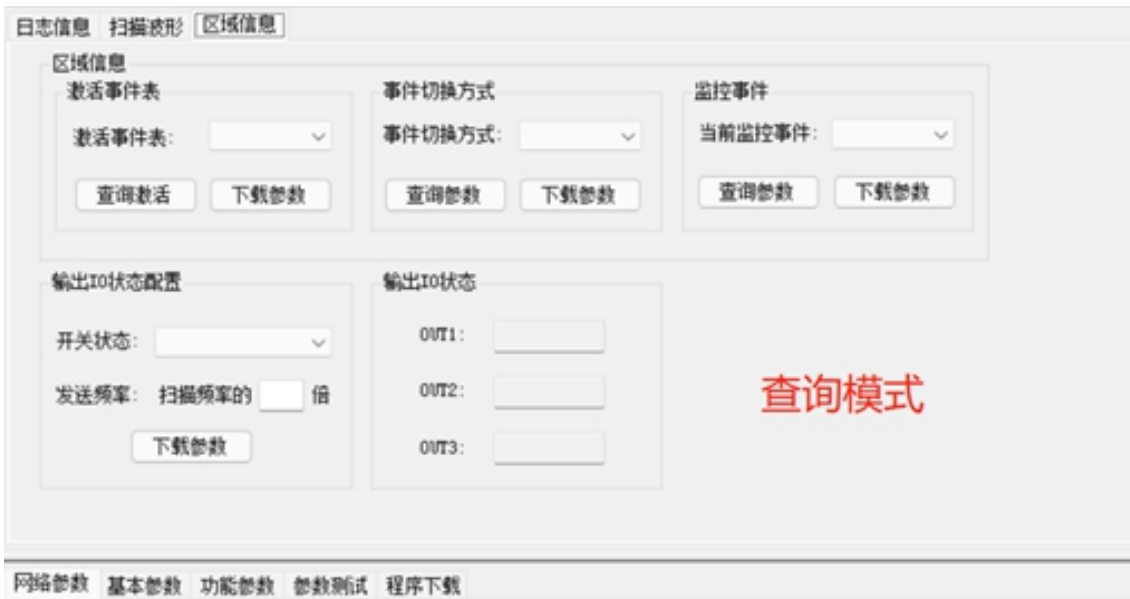 日志信息 扫描波形 区域信息
区域信息
激活事件表 事件切换方式 监控事件
激活事件表: 事件切换方式: 当前监控事件:
查询激活 下载参数 查询参数 下载参数 查询参数 下载参数
输出IO状态配置 输出IO状态
开关状态: OUT1:
发送频率: 扫描频率的 倍 OUT2:
下载参数 OUT3:
查询模式
网络参数 基本参数 功能参数 参数测试 程序下载